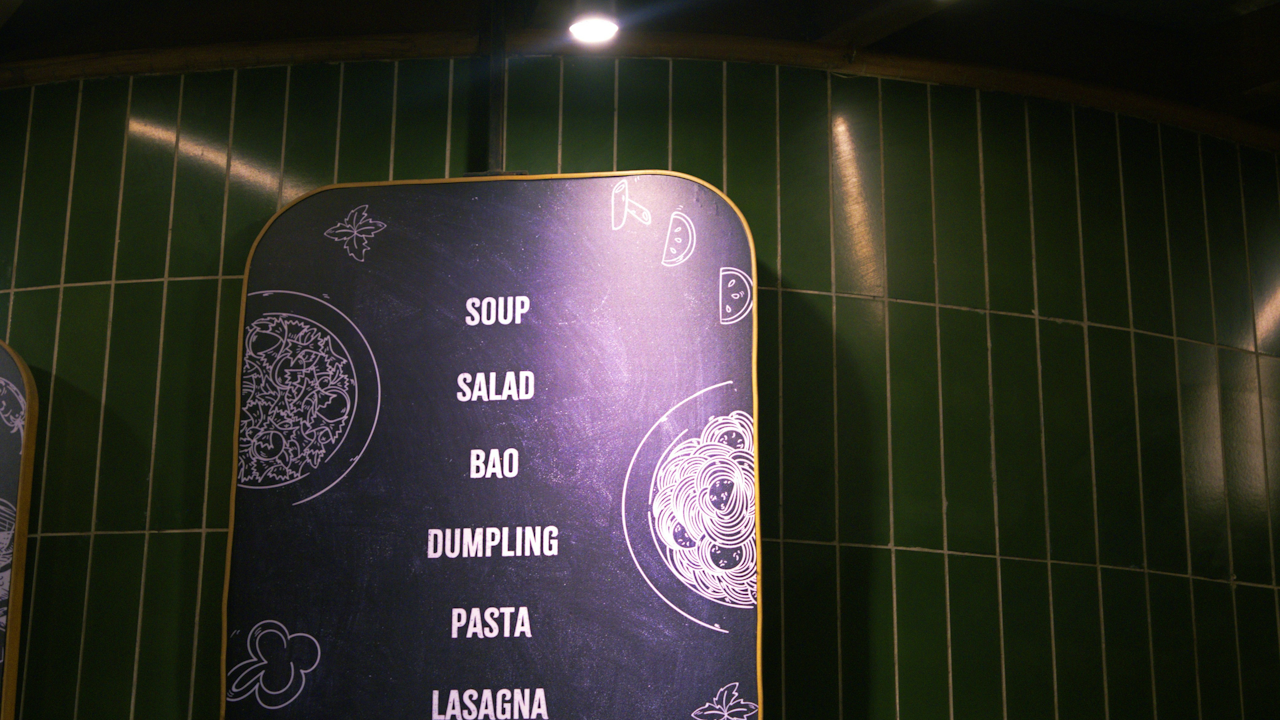 SOUP
SALAD
BAO
DUMPLING
PASTA
LASAGNA